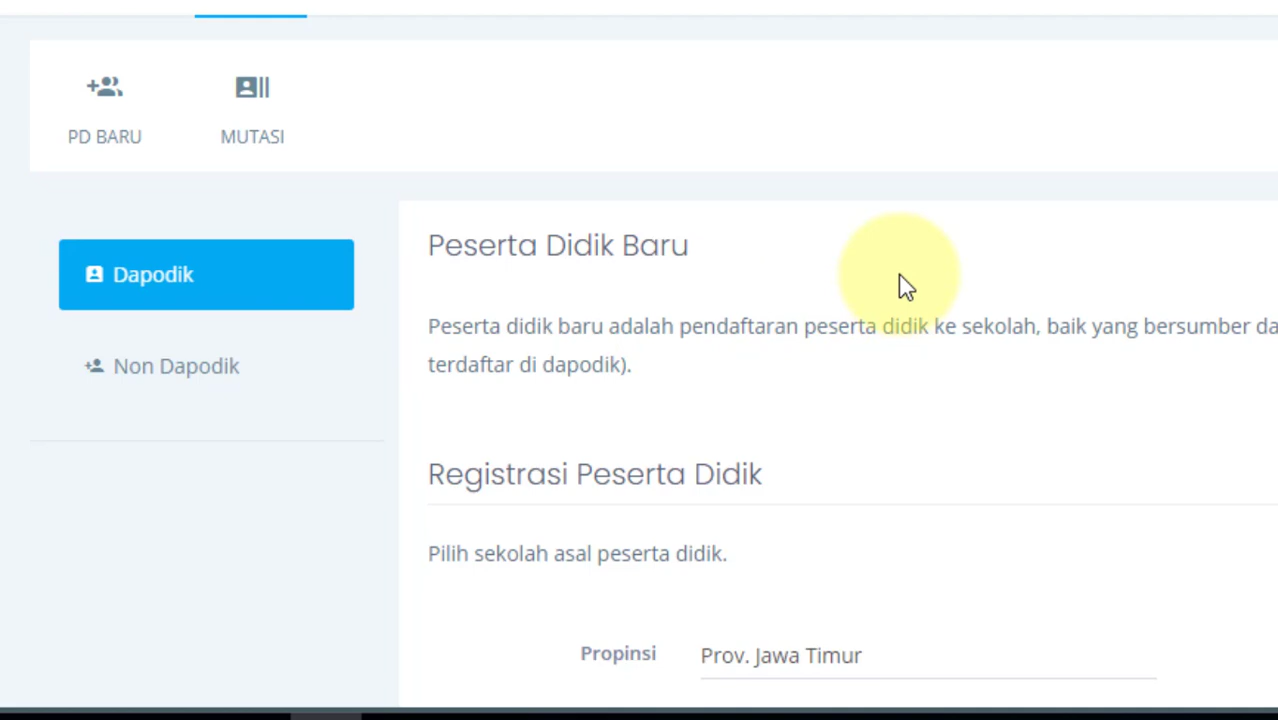 PD BARU
MUTASI
Dapodik
Non Dapodik
Peserta Didik Baru
Peserta didik baru adalah pendaftaran peserta didik ke sekolah, baik yang bersumber da
terdaftar di dapodik).
Registrasi Peserta Didik
Pilih sekolah asal peserta didik.
Propinsi
Prov. Jawa Timur